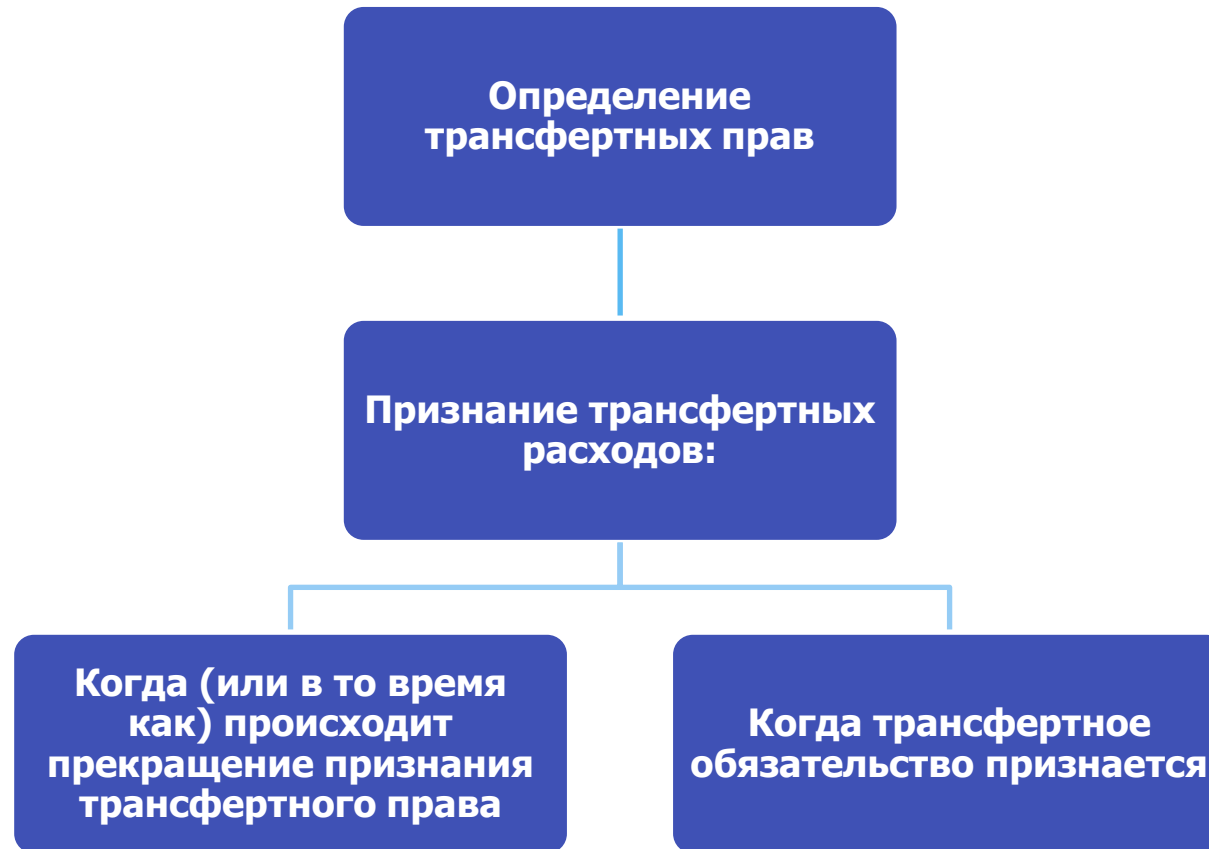 Определение
трансфертных прав
Признание трансфертных
расходов:
Когда (или в то время
как) происходит
прекращение признания
трансфертного права
Когда трансфертное
обязательство признается